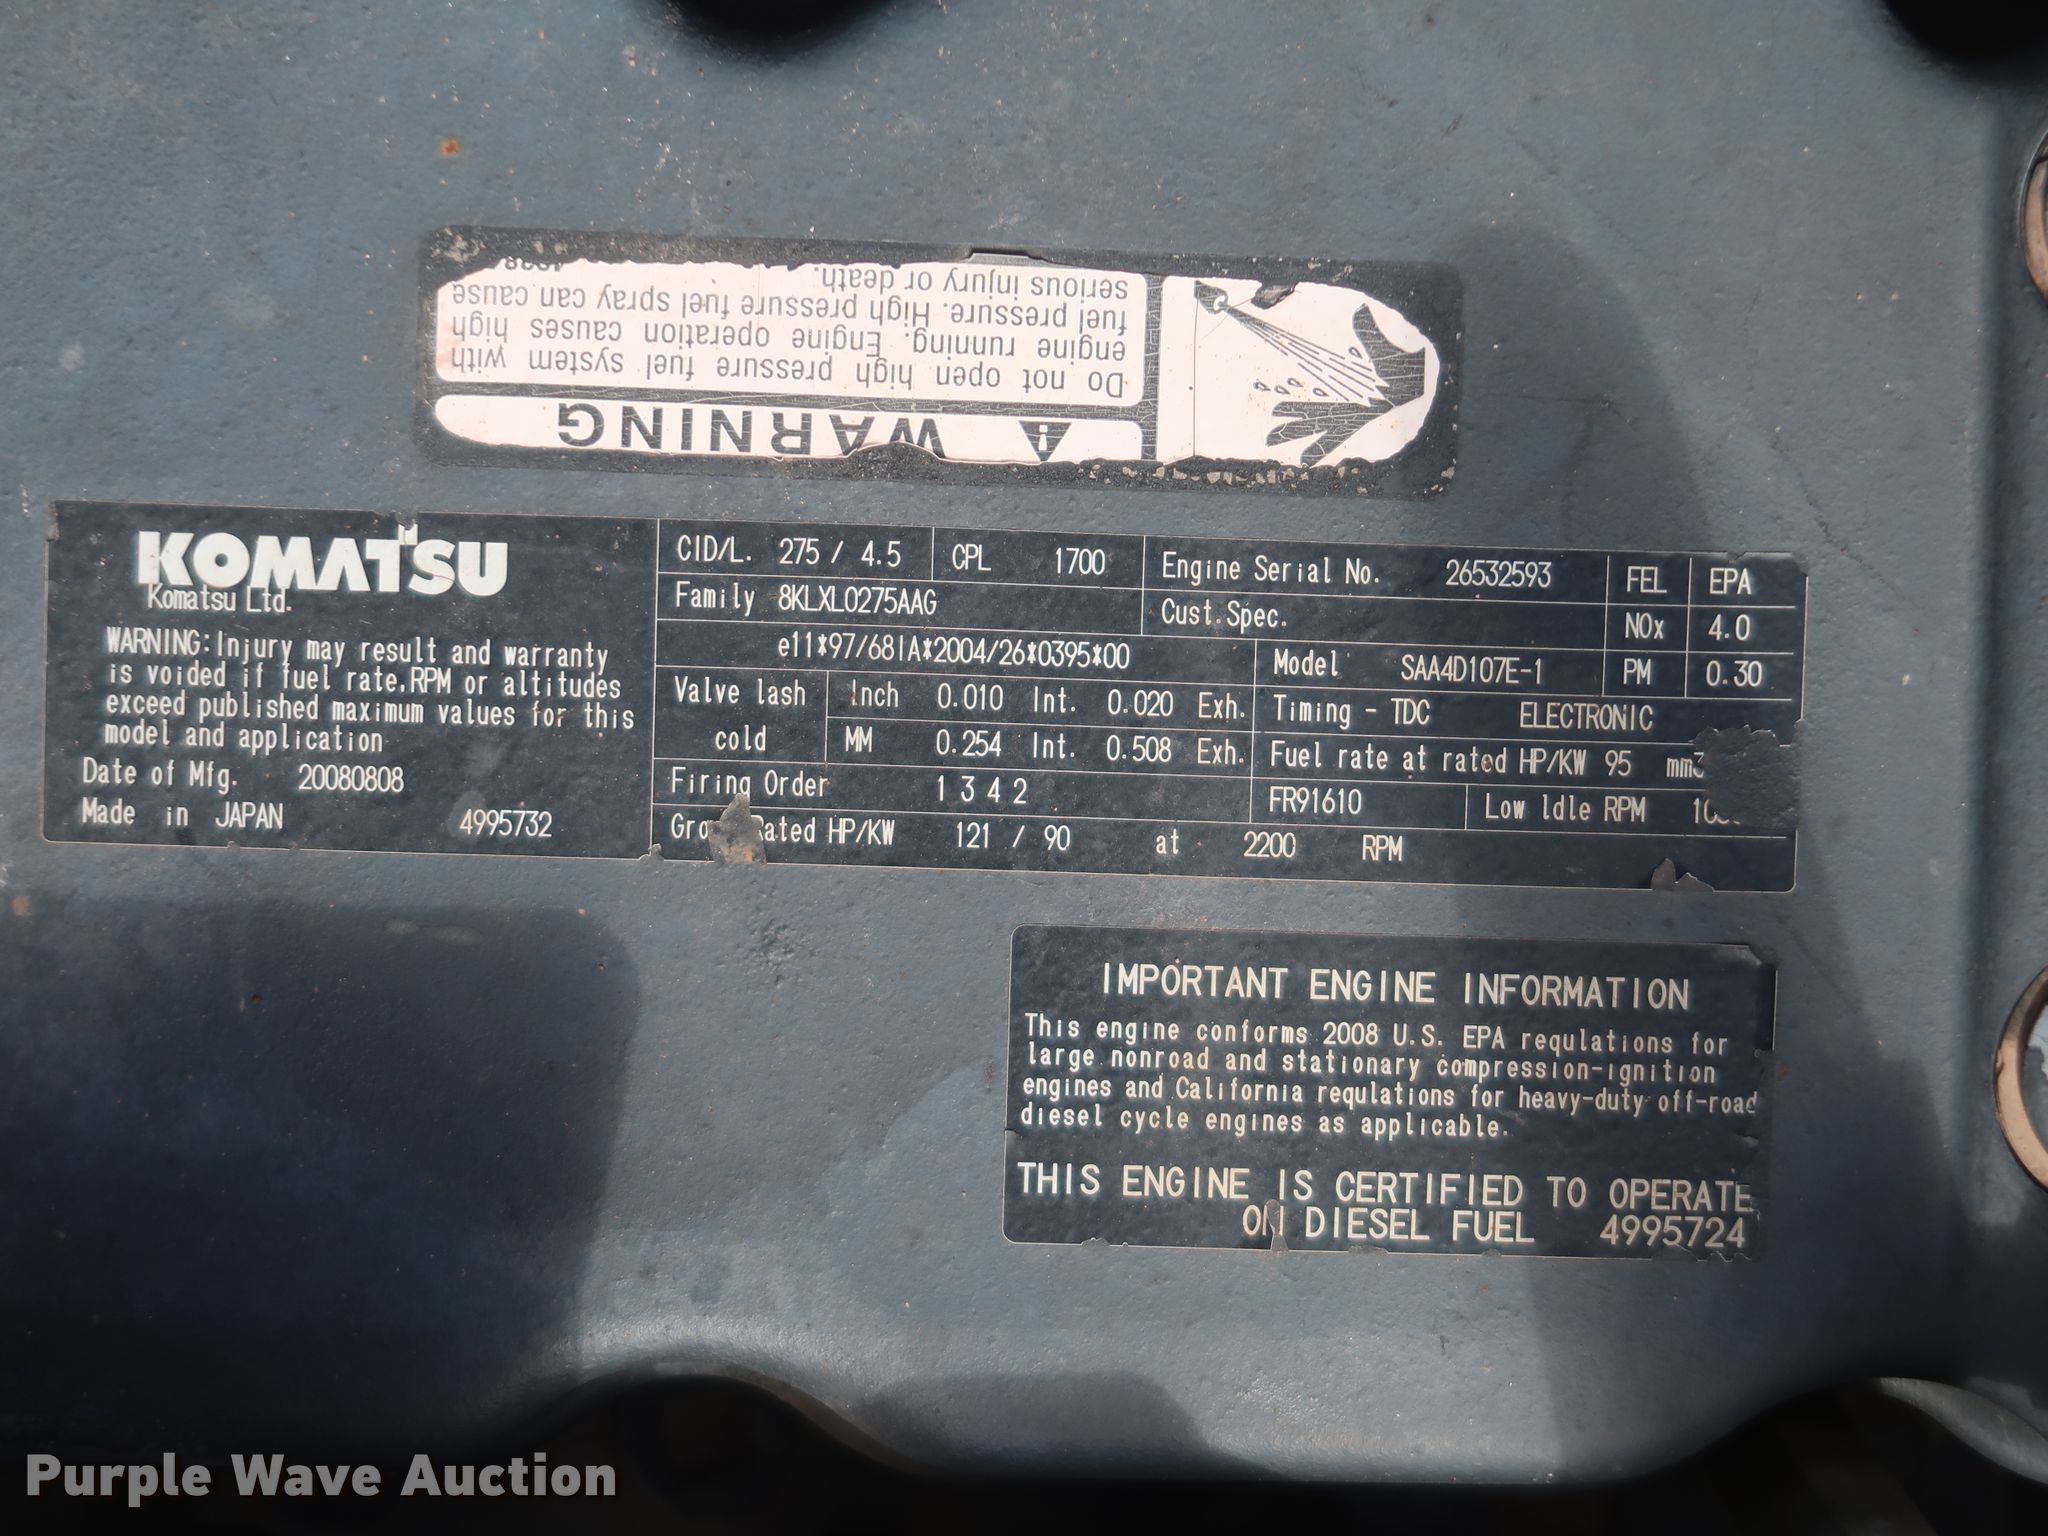 WARNING
Do not open high pressure fuel system with
engine running. Engine operation causes high
fuel pressure. High pressure fuel spray can cause
serious injury or death.
KOMATSU
Komatsu Ltd.
WARNING:Injury may result and warranty
is voided if fuel rate.RPM or altitudes
exceed published maximum values for this
model and application
Date of Mfg. 20080808
Made in JAPAN 4995732
CID/L. 275 / 4.5 CPL 1700
Family 8KLXL0275AAG
e11*97/68IA*2004/26*0395*00
Valve lash cold
Inch 0.010 Int. 0.020 Exh.
MM 0.254 Int. 0.508 Exh.
Firing Order 1 3 4 2
Rated HP/KW 121 / 90 at 2200 RPM
Engine Serial No. 26532593
Cust.Spec.
Model SAA4D107E-1
Timing - TDC ELECTRONIC
Fuel rate at rated HP/KW 95
FR91610 Low Idle RPM
FEL EPA
NOx 4.0
PM 0.30
IMPORTANT ENGINE INFORMATION
This engine conforms 2008 U.S. EPA requlations for
large nonroad and stationary compression-ignition
engines and California requlations for heavy-duty off-road
diesel cycle engines as applicable.
THIS ENGINE IS CERTIFIED TO OPERATE
ON DIESEL FUEL 4995724
Purple Wave Auction